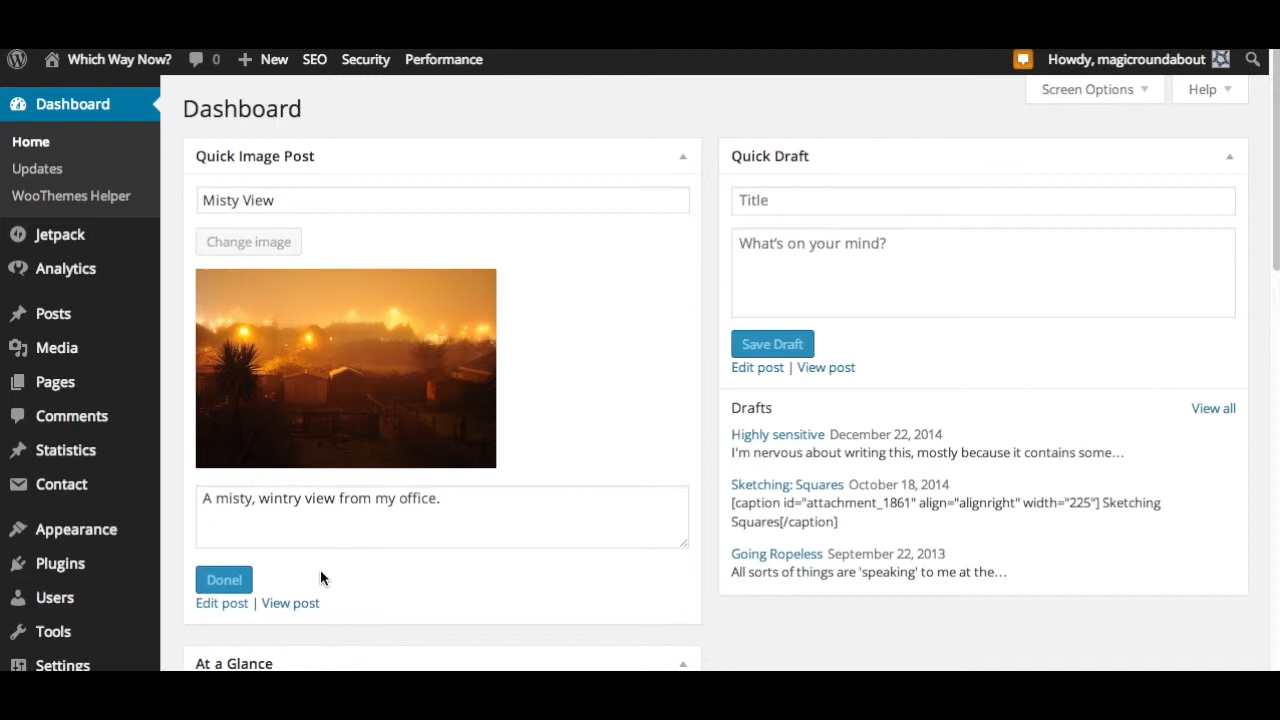 Which Way Now? 0 New SEO Security Performance Howdy, magicroundabout
Screen Options Help
Dashboard
Home
Updates
WooThemes Helper
Jetpack
Analytics
Posts
Media
Pages
Comments
Statistics
Contact
Appearance
Plugins
Users
Tools
Settings
Dashboard
Quick Image Post
Misty View
Change image
A misty, wintry view from my office.
Done!
Edit post | View post
At a Glance
Quick Draft
Title
What's on your mind?
Save Draft
Edit post | View post
Drafts View all
Highly sensitive December 22, 2014
I'm nervous about writing this, mostly because it contains some…
Sketching: Squares October 18, 2014
[caption id="attachment_1861" align="alignright" width="225"] Sketching
Squares[/caption]
Going Ropeless September 22, 2013
All sorts of things are 'speaking' to me at the…